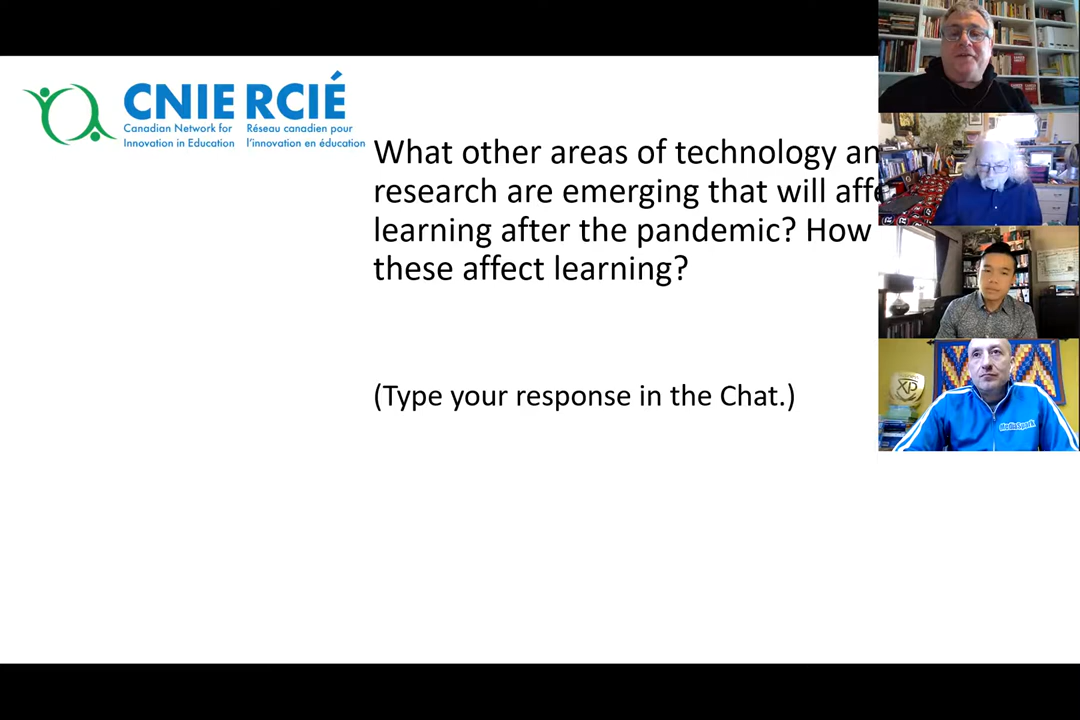 CNIE RCIÉ
Canadian Network for Réseau canadien pour
Innovation in Education l'innovation en éducation
What other areas of technology an
research are emerging that will affe
learning after the pandemic? How
these affect learning?
(Type your response in the Chat.)
XP
MediaSpark